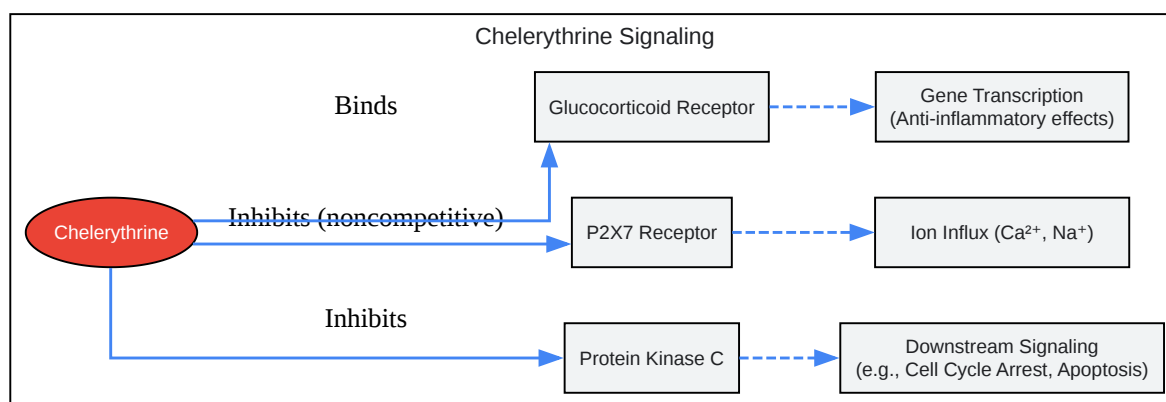 Chelerythrine Signaling
Binds
Glucocorticoid Receptor
Gene Transcription
(Anti-inflammatory effects)
Chelerythrine
Inhibits (noncompetitive)
P2X7 Receptor
Ion Influx (Ca²⁺, Na⁺)
Inhibits
Protein Kinase C
Downstream Signaling
(e.g., Cell Cycle Arrest, Apoptosis)